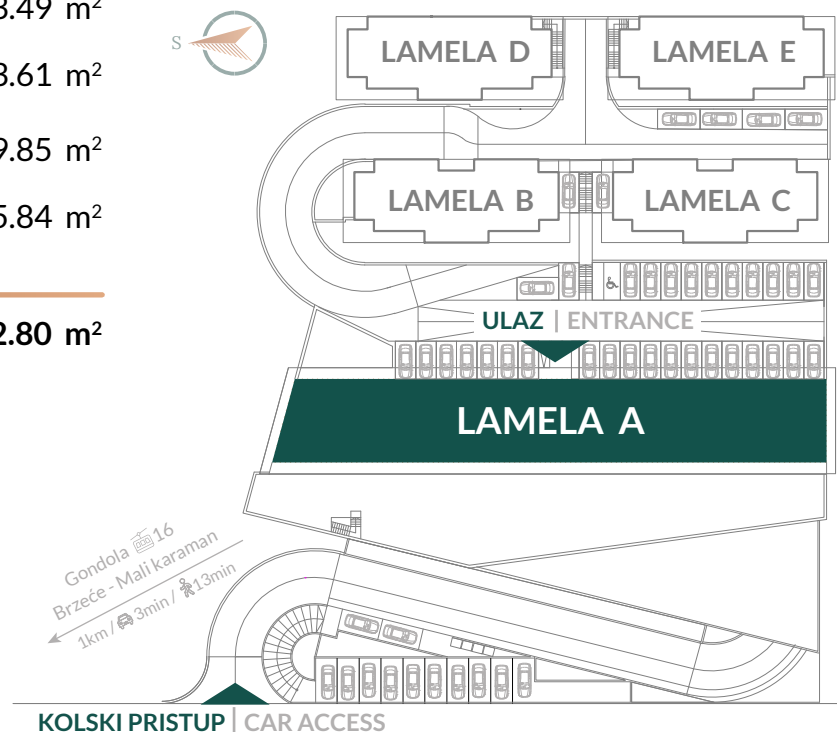 3.49 m²
3.61 m²
9.85 m²
5.84 m²
2.80 m²
S
LAMELA D
LAMELA E
LAMELA B
LAMELA C
ULAZ | ENTRANCE
LAMELA A
Gondola 16
Brzeće - Mali karaman
1km / 3min / 13min
KOLSKI PRISTUP | CAR ACCESS